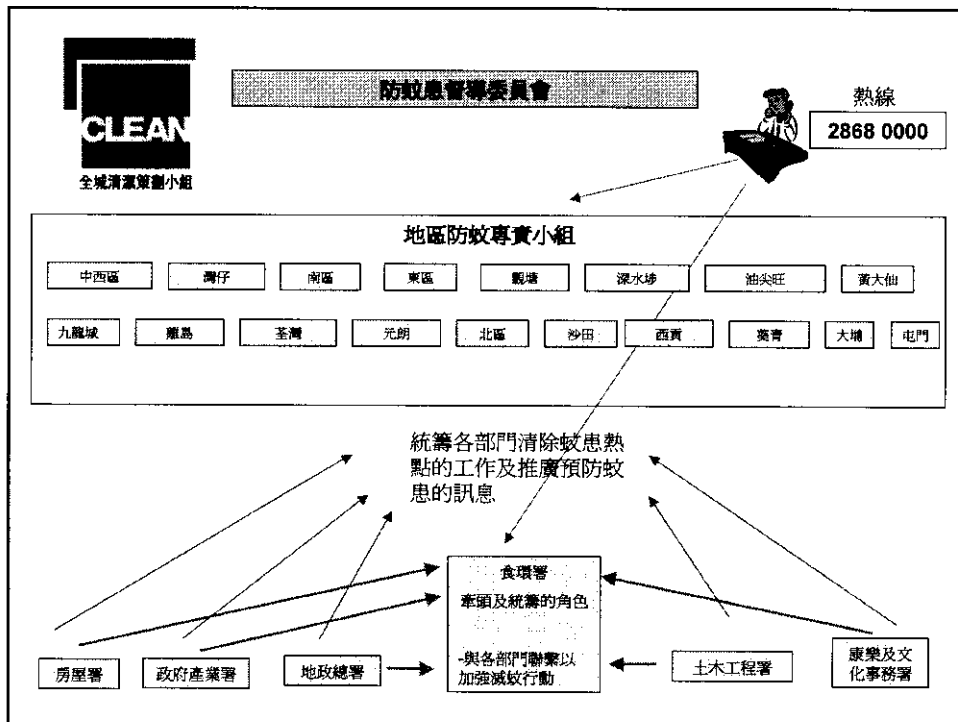 防蚊患督導委員會
CLEAN
全城清潔策劃小組
熱線
2868 0000
地區防蚊專責小組
中西區
灣仔
南區
東區
觀塘
深水埗
油尖旺
黃大仙
九龍城
離島
荃灣
元朗
北區
沙田
西貢
葵青
大埔
屯門
統籌各部門清除蚊患熱
點的工作及推廣預防蚊
患的訊息
食環署
牽頭及統籌的角色
-與各部門聯繫以
加強滅蚊行動
房屋署
政府產業署
地政總署
土木工程署
康樂及文
化事務署